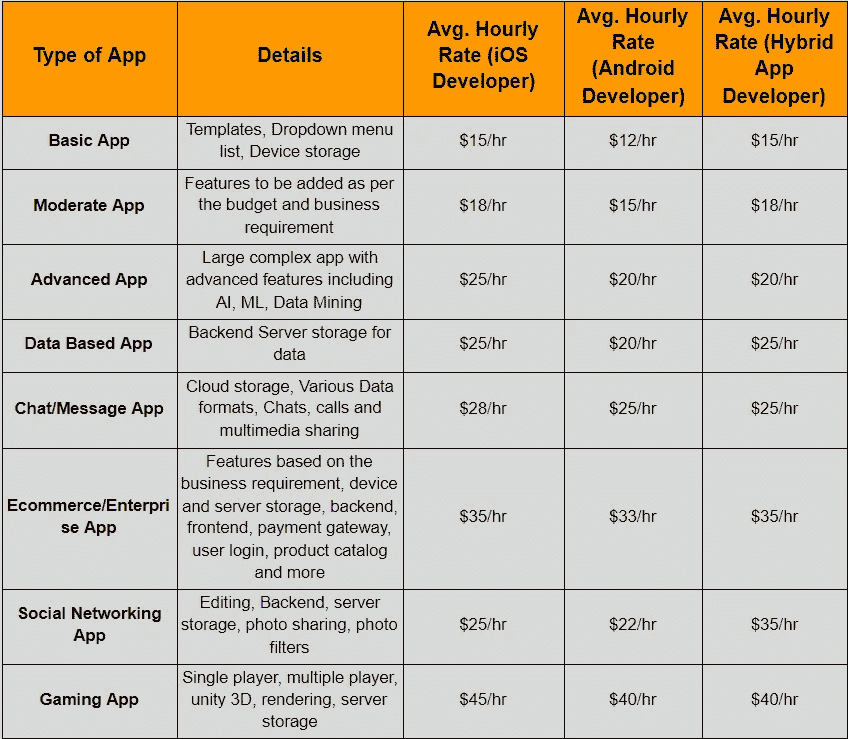 Type of App
Details
Avg. Hourly
Rate (iOS
Developer)
Avg. Hourly
Rate
(Android
Developer)
Avg. Hourly
Rate (Hybrid
App
Developer)
Basic App
Templates, Dropdown menu
list, Device storage
$15/hr
$12/hr
$15/hr
Moderate App
Features to be added as per
the budget and business
requirement
$18/hr
$15/hr
$18/hr
Advanced App
Large complex app with
advanced features including
AI, ML, Data Mining
$25/hr
$20/hr
$20/hr
Data Based App
Backend Server storage for
data
$25/hr
$20/hr
$25/hr
Chat/Message App
Cloud storage, Various Data
formats, Chats, calls and
multimedia sharing
$28/hr
$25/hr
$25/hr
Ecommerce/Enterpri
se App
Features based on the
business requirement, device
and server storage, backend,
frontend, payment gateway,
user login, product catalog
and more
$35/hr
$33/hr
$35/hr
Social Networking
App
Editing, Backend, server
storage, photo sharing, photo
filters
$25/hr
$22/hr
$35/hr
Gaming App
Single player, multiple player,
unity 3D, rendering, server
storage
$45/hr
$40/hr
$40/hr